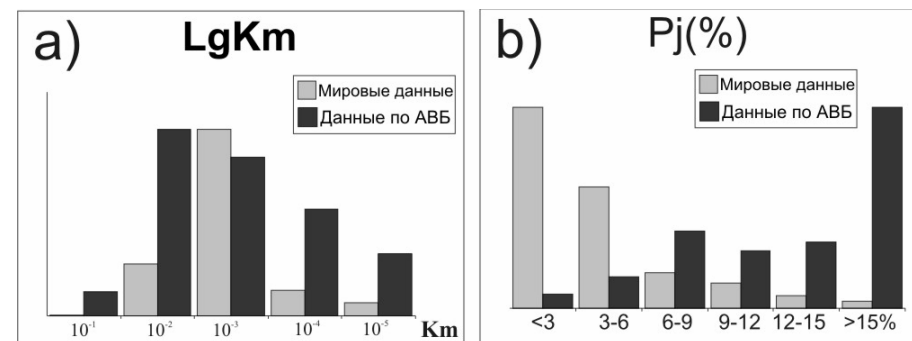 a) LgKm
Мировые данные
Данные по АВБ
10⁻¹ 10⁻² 10⁻³ 10⁻⁴ 10⁻⁵ Km
b) Pj(%)
Мировые данные
Данные по АВБ
<3 3-6 6-9 9-12 12-15 >15%